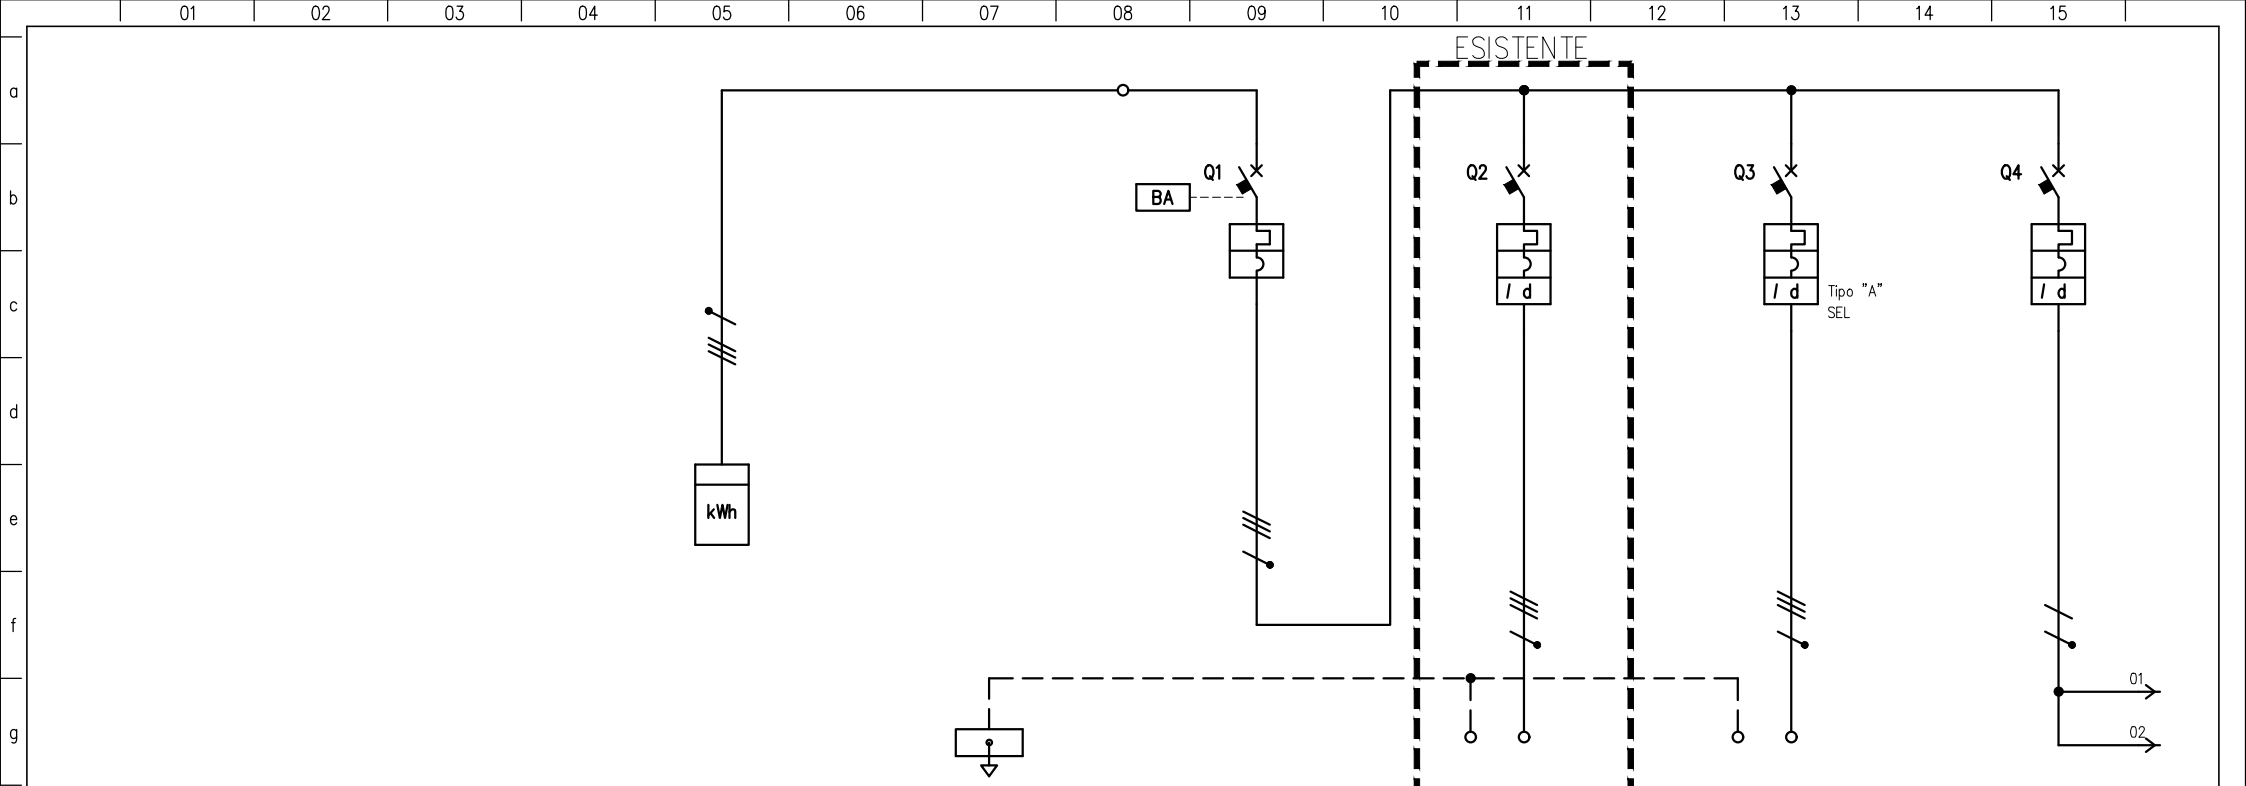 01 02 03 04 05 06 07 08 09 10 11 12 13 14 15
ESISTENTE
a
b
c
d
e
f
g
Q1
BA
Q2
Q3
Q4
I d
I d
Tipo "A"
SEL
I d
kWh
01
02